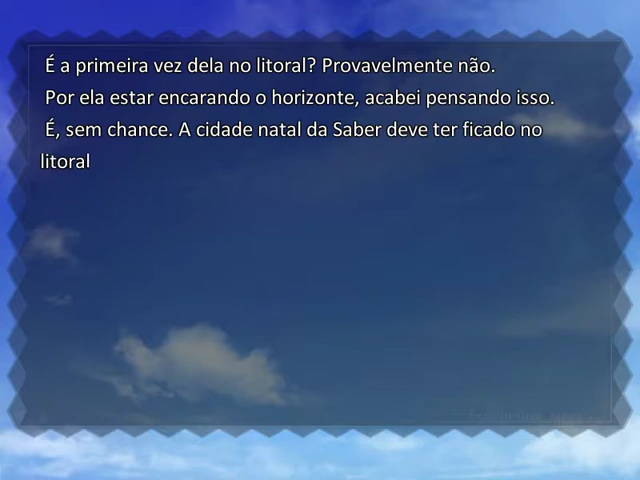 É a primeira vez dela no litoral? Provavelmente não.
Por ela estar encarando o horizonte, acabei pensando isso.
É, sem chance. A cidade natal da Saber deve ter ficado no
litoral